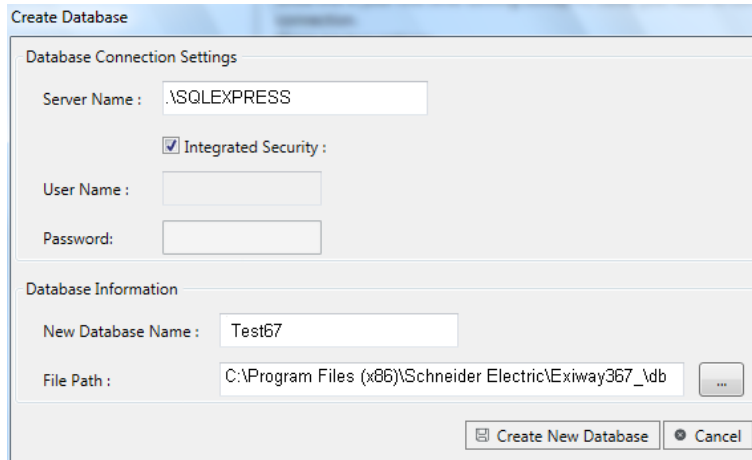 Create Database
Database Connection Settings
Server Name : .\SQLEXPRESS
Integrated Security :
User Name :
Password:
Database Information
New Database Name : Test67
File Path : C:\Program Files (x86)\Schneider Electric\Exiway367_\db ...
Create New Database Cancel